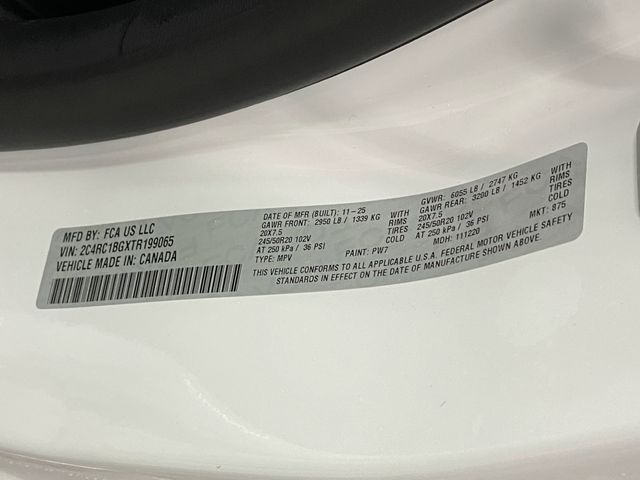 MFD BY: FCA US LLC
VIN: 2C4RC1BGXTR199065
VEHICLE MADE IN: CANADA
DATE OF MFR (BUILT): 11-25
GAWR FRONT: 2950 LB / 1339 KG WITH
20X7.5 RIMS
245/50R20 102V TIRES
AT 250 kPa / 36 PSI COLD
TYPE: MPV PAINT: PW7
GVWR: 6055 LB / 2747 KG
GAWR REAR: 3200 LB / 1452 KG WITH
20X7.5 RIMS
245/50R20 102V TIRES
AT 250 kPa / 36 PSI COLD
MDH: 111220 MKT: 875
THIS VEHICLE CONFORMS TO ALL APPLICABLE U.S.A. FEDERAL MOTOR VEHICLE SAFETY
STANDARDS IN EFFECT ON THE DATE OF MANUFACTURE SHOWN ABOVE.